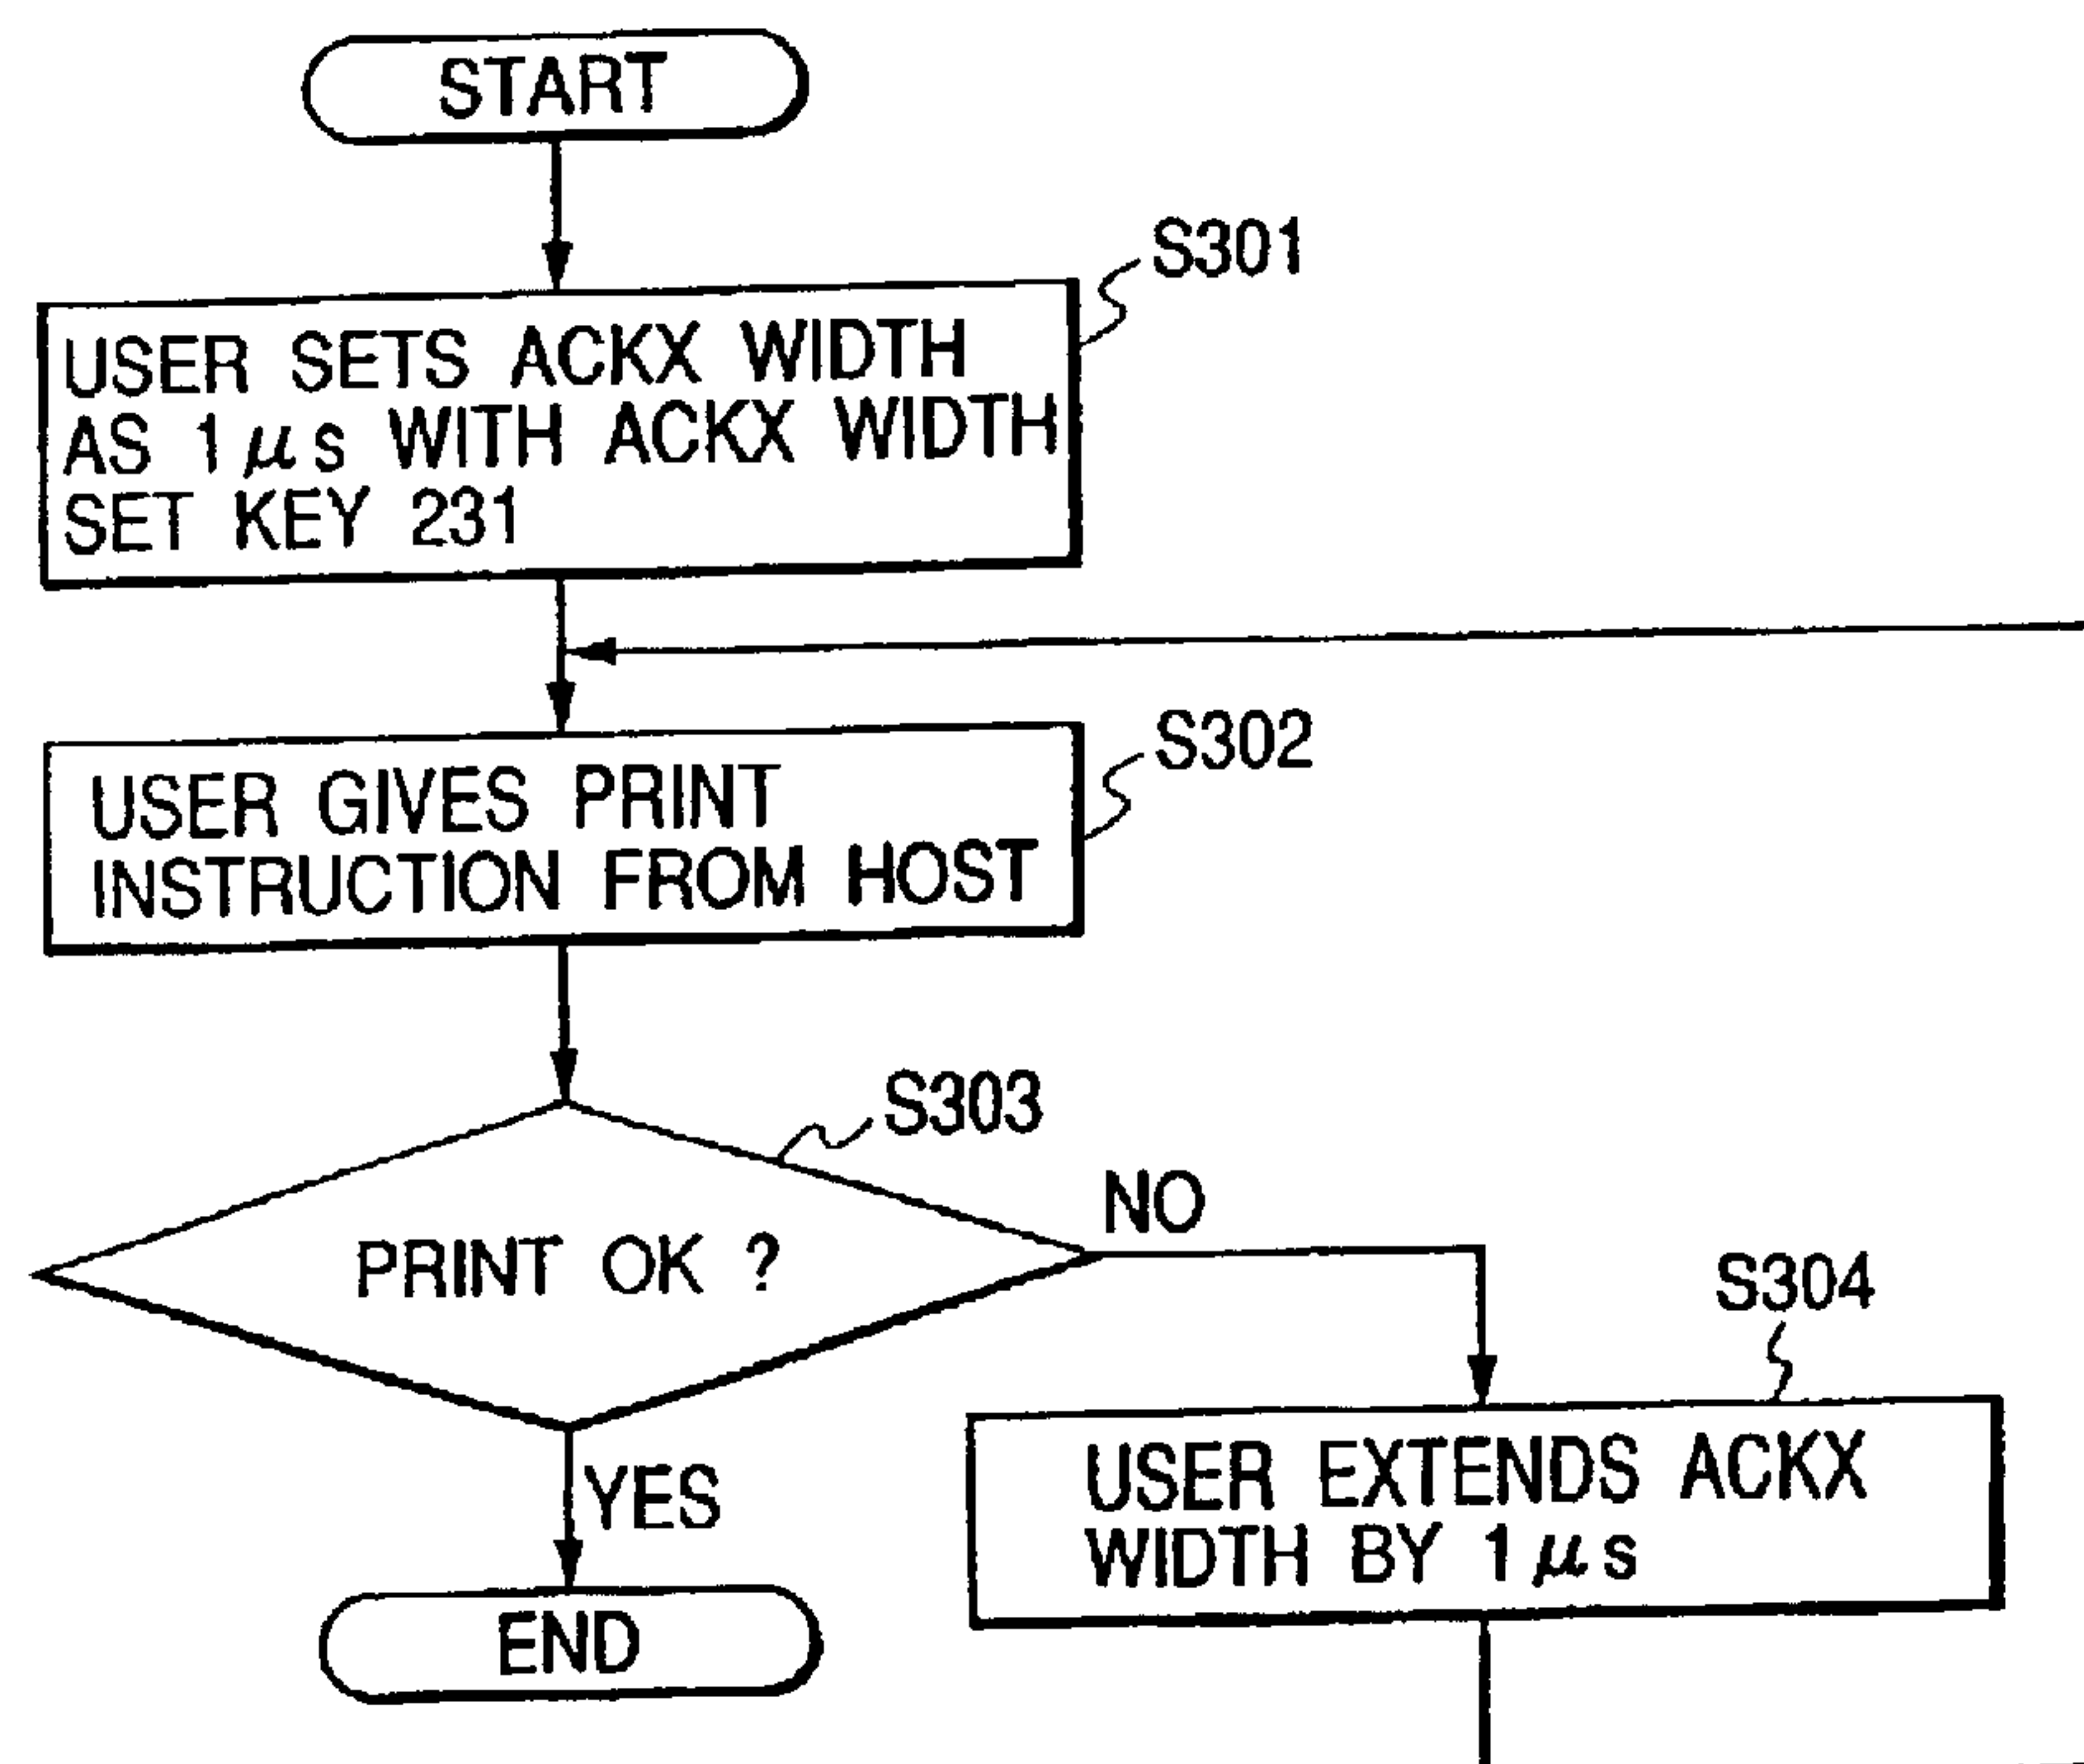 START
S301
USER SETS ACKX WIDTH
AS 1μs WITH ACKX WIDTH
SET KEY 231
S302
USER GIVES PRINT
INSTRUCTION FROM HOST
S303
PRINT OK ?
NO
S304
USER EXTENDS ACKX
WIDTH BY 1μs
YES
END